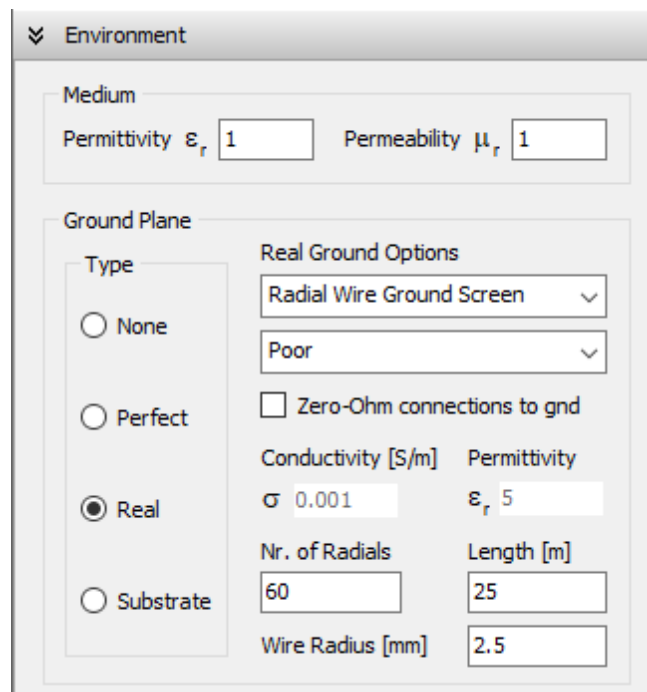 Environment
Medium
Permittivity εr 1 Permeability μr 1
Ground Plane
Type
None
Perfect
Real
Substrate
Real Ground Options
Radial Wire Ground Screen
Poor
Zero-Ohm connections to gnd
Conductivity [S/m] Permittivity
σ 0.001 εr 5
Nr. of Radials Length [m]
60 25
Wire Radius [mm] 2.5